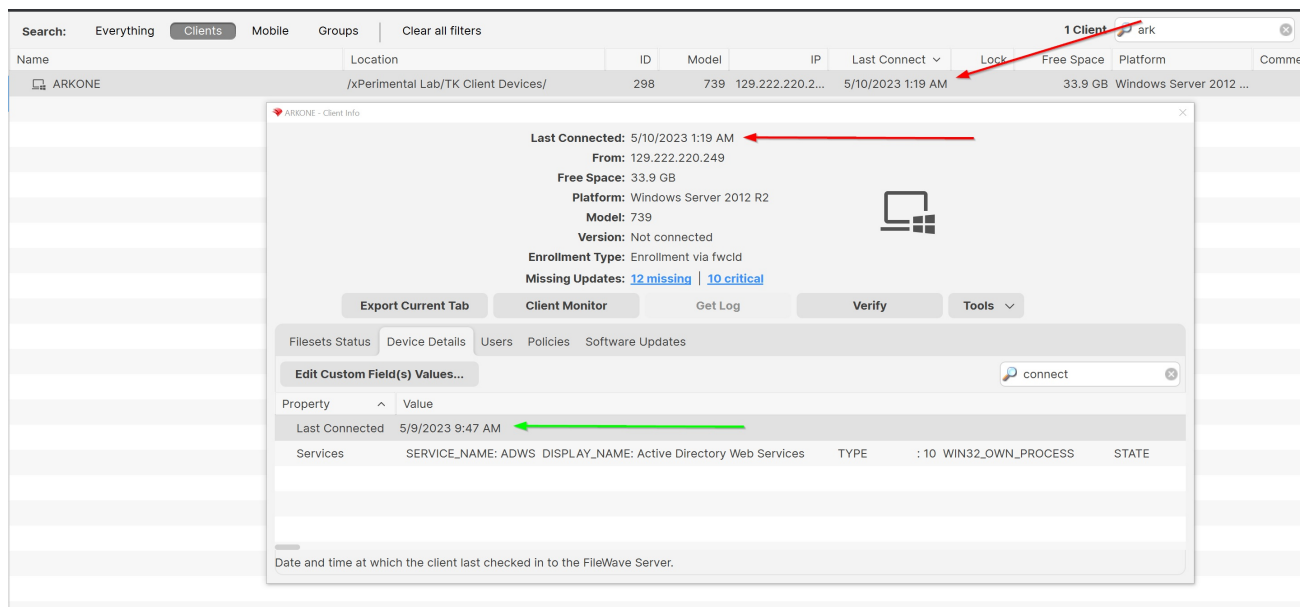 Search: Everything Clients Mobile Groups Clear all filters 1 Client ark
Name Location ID Model IP Last Connect Lock Free Space Platform Comme
ARKONE /xPerimental Lab/TK Client Devices/ 298 739 129.222.220.2... 5/10/2023 1:19 AM 33.9 GB Windows Server 2012 ...
ARKONE - Client Info
Last Connected: 5/10/2023 1:19 AM
From: 129.222.220.249
Free Space: 33.9 GB
Platform: Windows Server 2012 R2
Model: 739
Version: Not connected
Enrollment Type: Enrollment via fwcld
Missing Updates: 12 missing | 10 critical
Export Current Tab Client Monitor Get Log Verify Tools
Filesets Status Device Details Users Policies Software Updates
Edit Custom Field(s) Values... connect
Property Value
Last Connected 5/9/2023 9:47 AM
Services SERVICE_NAME: ADWS DISPLAY_NAME: Active Directory Web Services TYPE : 10 WIN32_OWN_PROCESS STATE
Date and time at which the client last checked in to the FileWave Server.